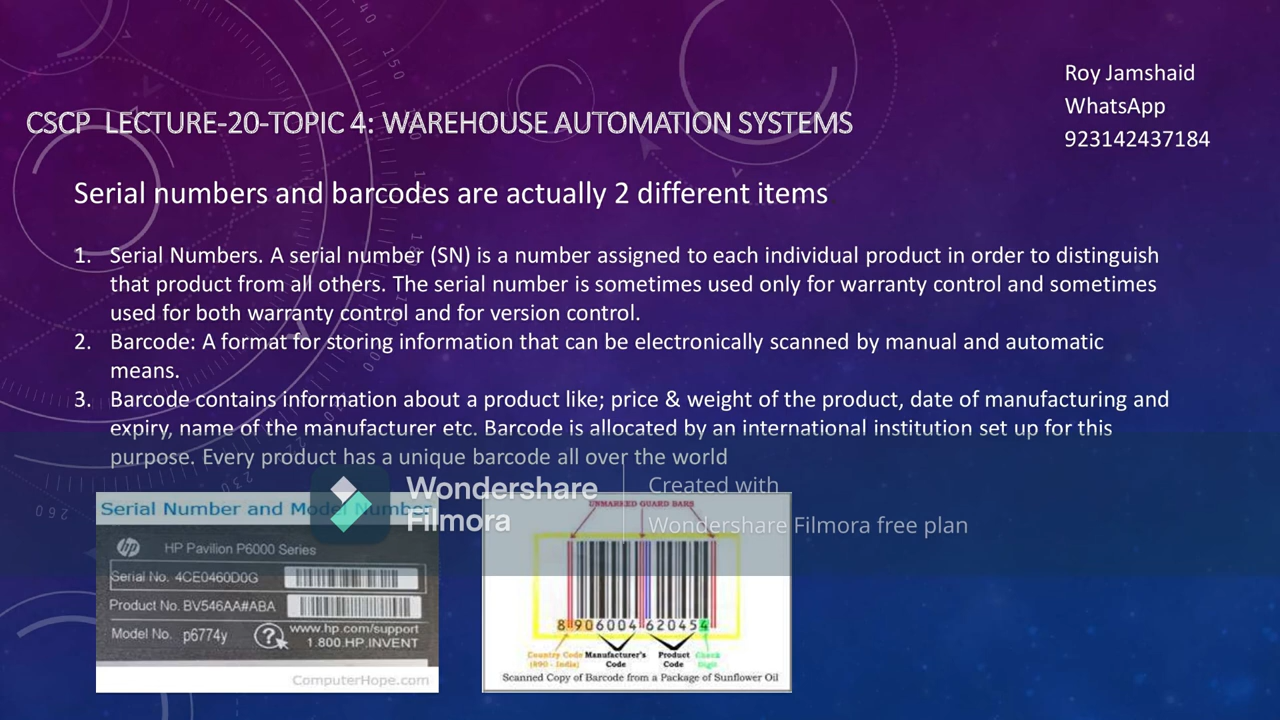 Roy Jamshaid
WhatsApp
923142437184
CSCP LECTURE-20-TOPIC 4: WAREHOUSE AUTOMATION SYSTEMS
Serial numbers and barcodes are actually 2 different items
1. Serial Numbers. A serial number (SN) is a number assigned to each individual product in order to distinguish
that product from all others. The serial number is sometimes used only for warranty control and sometimes
used for both warranty control and for version control.
2. Barcode: A format for storing information that can be electronically scanned by manual and automatic
means.
3. Barcode contains information about a product like; price & weight of the product, date of manufacturing and
expiry, name of the manufacturer etc. Barcode is allocated by an international institution set up for this
purpose. Every product has a unique barcode all over the world
Wondershare
Filmora
Created with
Wondershare Filmora free plan
Serial Number and Model Number
hp HP Pavilion P6000 Series
Serial No. 4CE0460D0G
Product No. BV546AA#ABA
Model No. p6774y
www.hp.com/support
1.800.HP.INVENT
ComputerHope.com
UNMARKED GUARD BARS
8 906004 620454
Country Code
(890 - India)
Manufacturer's
Code
Product
Code
Check
Digit
Scanned Copy of Barcode from a Package of Sunflower Oil